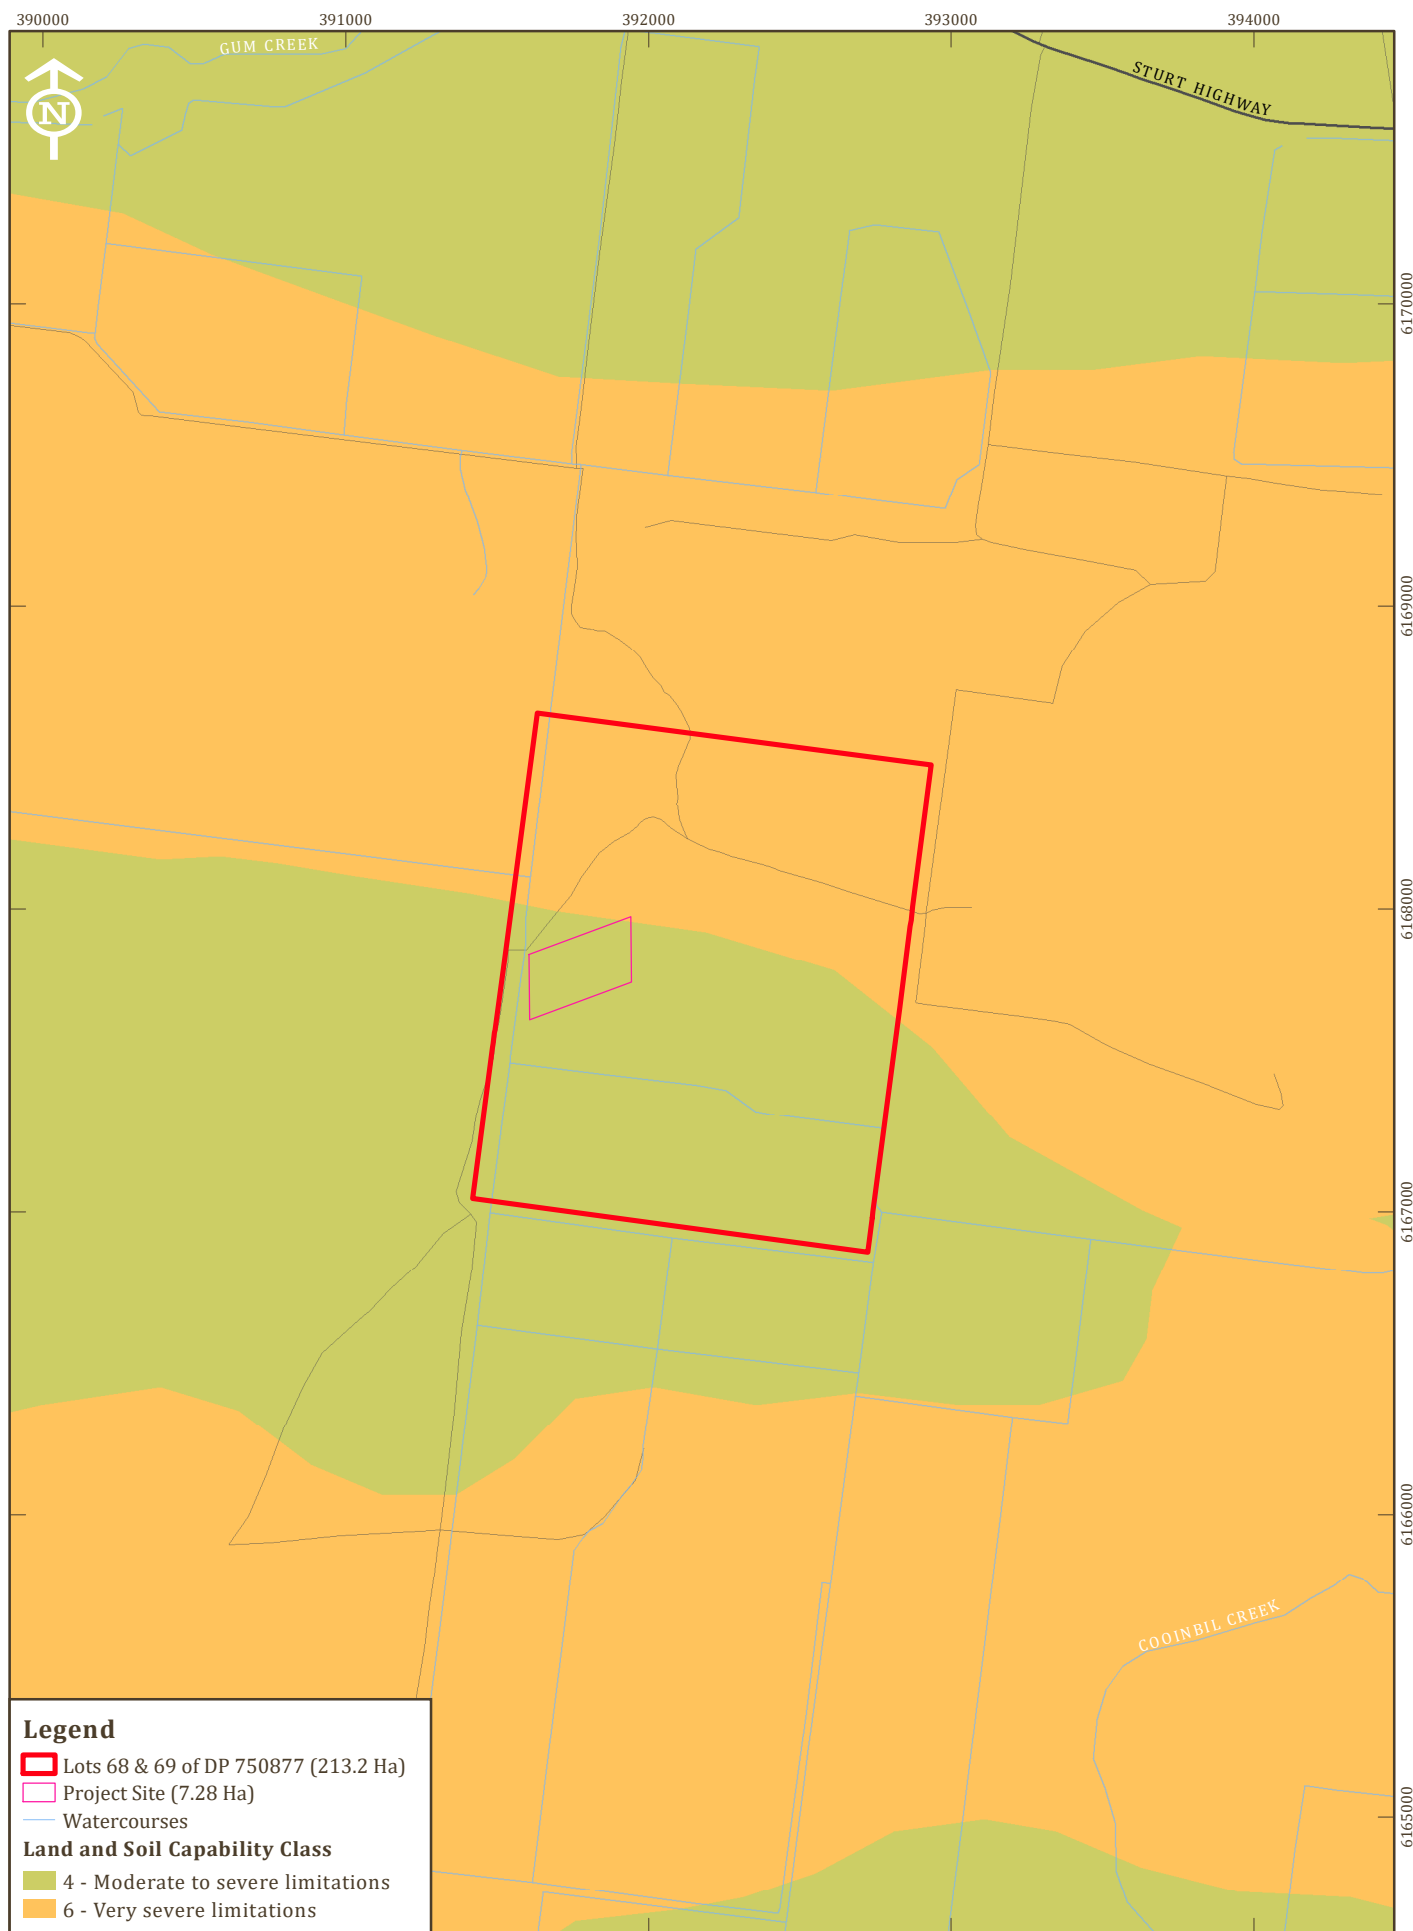 390000 391000 392000 393000 394000
GUM CREEK
STURT HIGHWAY
N
6170000
6169000
6168000
6167000
6166000
COOINBIL CREEK
6165000
Legend
Lots 68 & 69 of DP 750877 (213.2 Ha)
Project Site (7.28 Ha)
Watercourses
Land and Soil Capability Class
4 - Moderate to severe limitations
6 - Very severe limitations